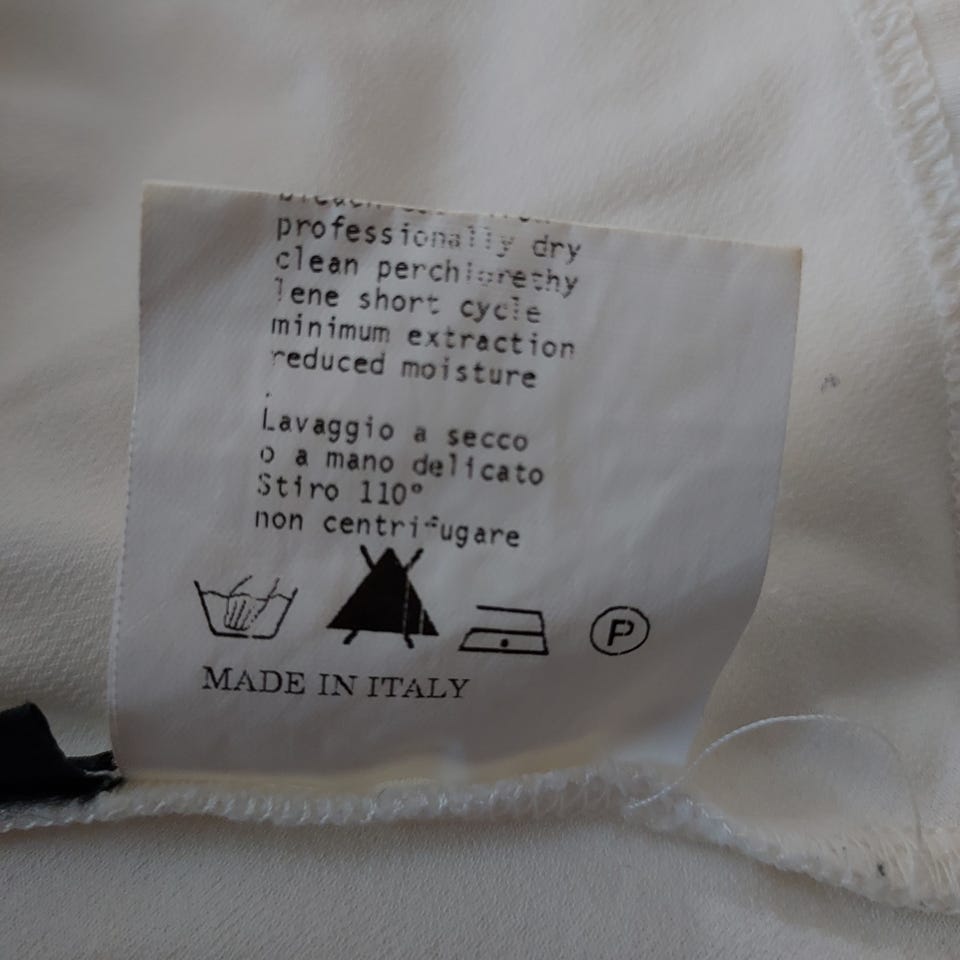 professionally dry
clean perchlorethy
lene short cycle
minimum extraction
reduced moisture
.
Lavaggio a secco
o a mano delicato
Stiro 110°
non centrifugare
P
MADE IN ITALY